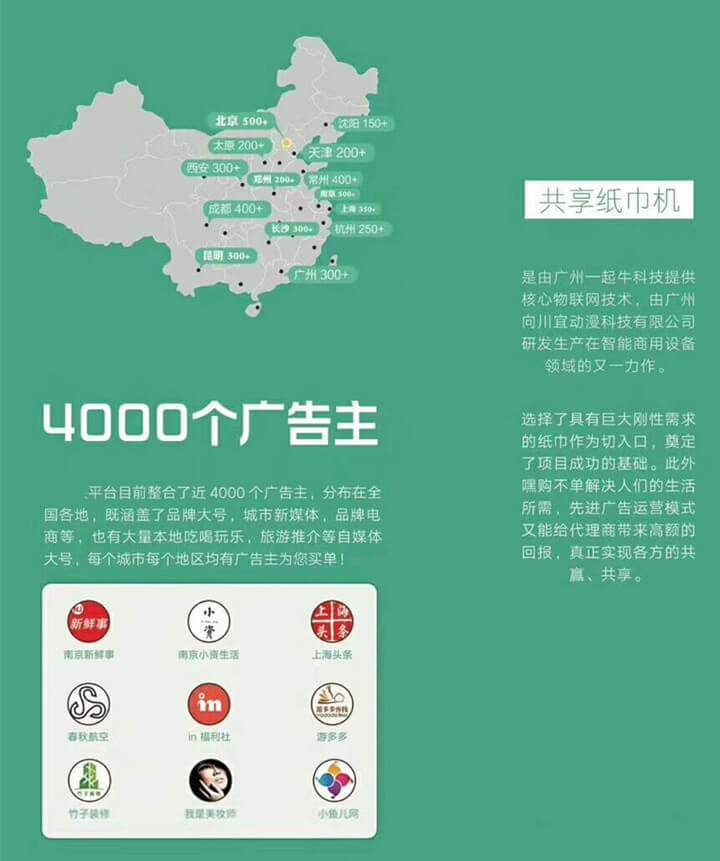 北京 500+
沈阳 150+
太原 200+
天津 200+
西安 300+
郑州 200+
常州 400+
南京 500+
成都 400+
上海 350+
长沙 300+
杭州 250+
昆明 500+
广州 300+
4000个广告主
平台目前整合了近 4000 个广告主，分布在全
国各地，既涵盖了品牌大号，城市新媒体，品牌电
商等，也有大量本地吃喝玩乐，旅游推介等自媒体
大号，每个城市每个地区均有广告主为您买单！
新鲜事
小资
上海头条
南京新鲜事
南京小资生活
上海头条
in
春秋航空
in 福利社
游多多
竹子装修
竹子装修
我是美妆师
小鱼儿网
共享纸巾机
是由广州一起牛科技提供
核心物联网技术，由广州
向川宜动漫科技有限公司
研发生产在智能商用设备
领域的又一力作。
选择了具有巨大刚性需求
的纸巾作为切入口，奠定
了项目成功的基础。此外
嘿购不单解决人们的生活
所需，先进广告运营模式
又能给代理商带来高额的
回报，真正实现各方的共
赢、共享。